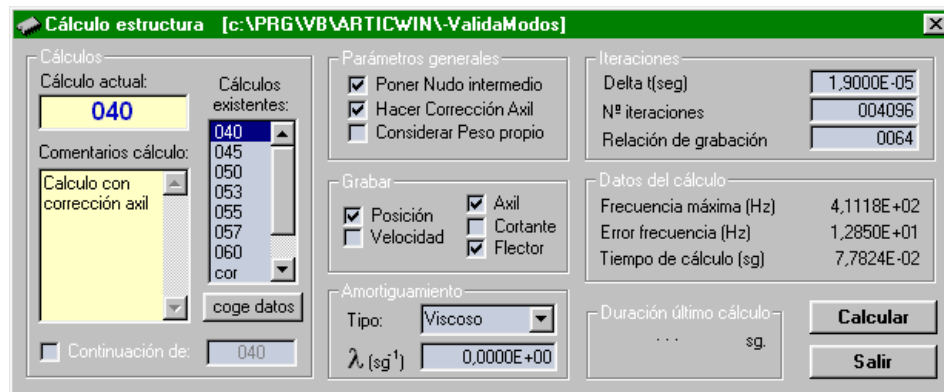 Cálculo estructura [c:\PRG\VB\ARTICWIN\-ValidaModos]
Cálculos
Cálculo actual:
040
Comentarios cálculo:
Calculo con
corrección axil
Cálculos
existentes:
040
045
050
053
055
057
060
cor
coge datos
Continuación de:
040
Parámetros generales
Poner Nudo intermedio
Hacer Corrección Axil
Considerar Peso propio
Grabar
Posición
Velocidad
Axil
Cortante
Flector
Amortiguamiento
Tipo: Viscoso
λ (sg⁻¹) 0,0000E+00
Iteraciones
Delta t(seg) 1,9000E-05
Nº iteraciones 004096
Relación de grabación 0064
Datos del cálculo
Frecuencia máxima (Hz) 4,1118E+02
Error frecuencia (Hz) 1,2850E+01
Tiempo de cálculo (sg) 7,7824E-02
Duración último cálculo
... sg.
Calcular
Salir